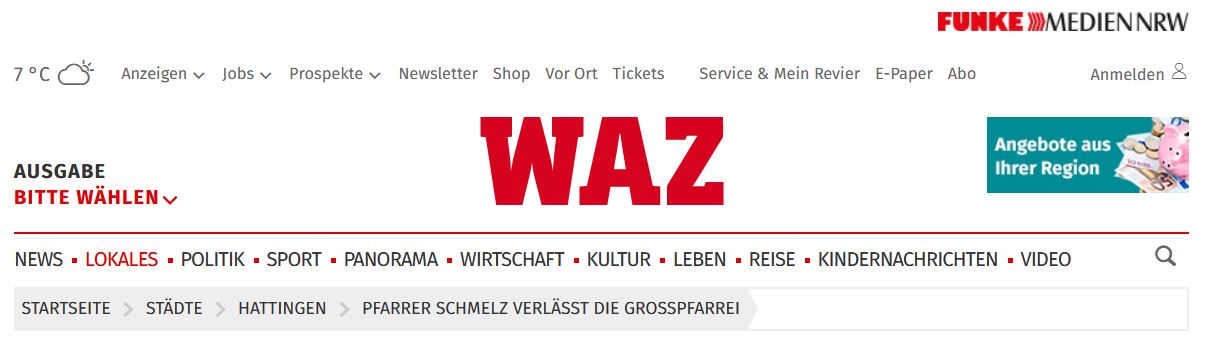 FUNKE MEDIEN NRW
7 °C Anzeigen Jobs Prospekte Newsletter Shop Vor Ort Tickets Service & Mein Revier E-Paper Abo Anmelden
WAZ
Angebote aus
Ihrer Region
AUSGABE
BITTE WÄHLEN
NEWS LOKALES POLITIK SPORT PANORAMA WIRTSCHAFT KULTUR LEBEN REISE KINDERNACHRICHTEN VIDEO
STARTSEITE STÄDTE HATTINGEN PFARRER SCHMELZ VERLÄSST DIE GROSSPFARREI